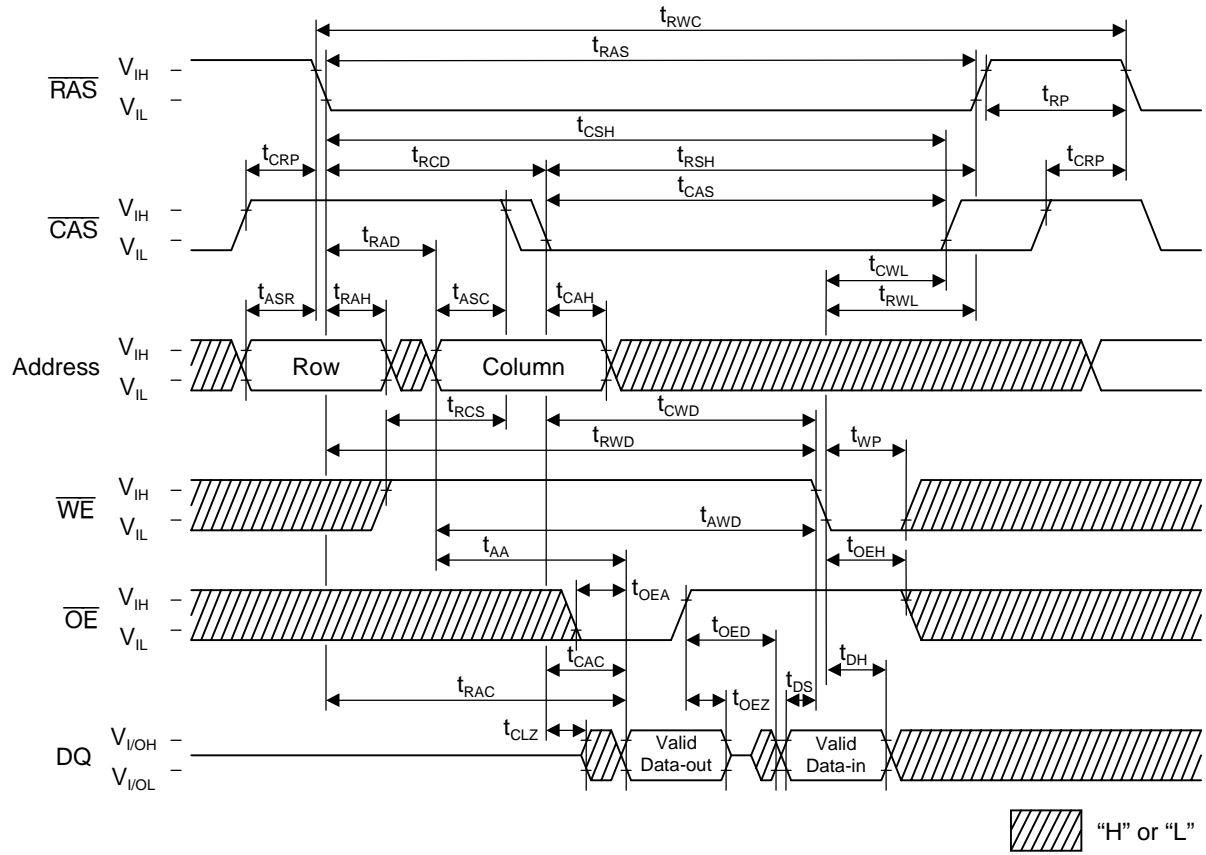 tRWC
tRAS
RAS
VIH
VIL
tRP
tCSH
tCRP
tRCD
tRSH
tCRP
tCAS
CAS
VIH
VIL
tRAD
tCWL
tRWL
tASR
tRAH
tASC
tCAH
Address
VIH
VIL
Row
Column
tRCS
tCWD
tRWD
tWP
WE
VIH
VIL
tAWD
tAA
tOEH
OE
VIH
VIL
tOEA
tOED
tCAC
tDH
tRAC
tOEZ
tDS
tCLZ
DQ
VI/OH
VI/OL
Valid
Data-out
Valid
Data-in
“H” or “L”